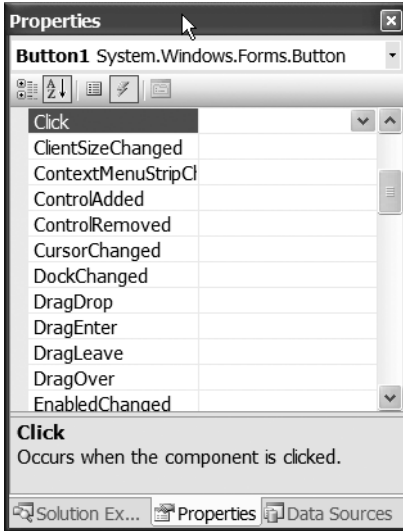 Properties
Button1 System.Windows.Forms.Button
Click
ClientSizeChanged
ContextMenuStripCh
ControlAdded
ControlRemoved
CursorChanged
DockChanged
DragDrop
DragEnter
DragLeave
DragOver
EnabledChanged
Click
Occurs when the component is clicked.
Solution Ex... Properties Data Sources